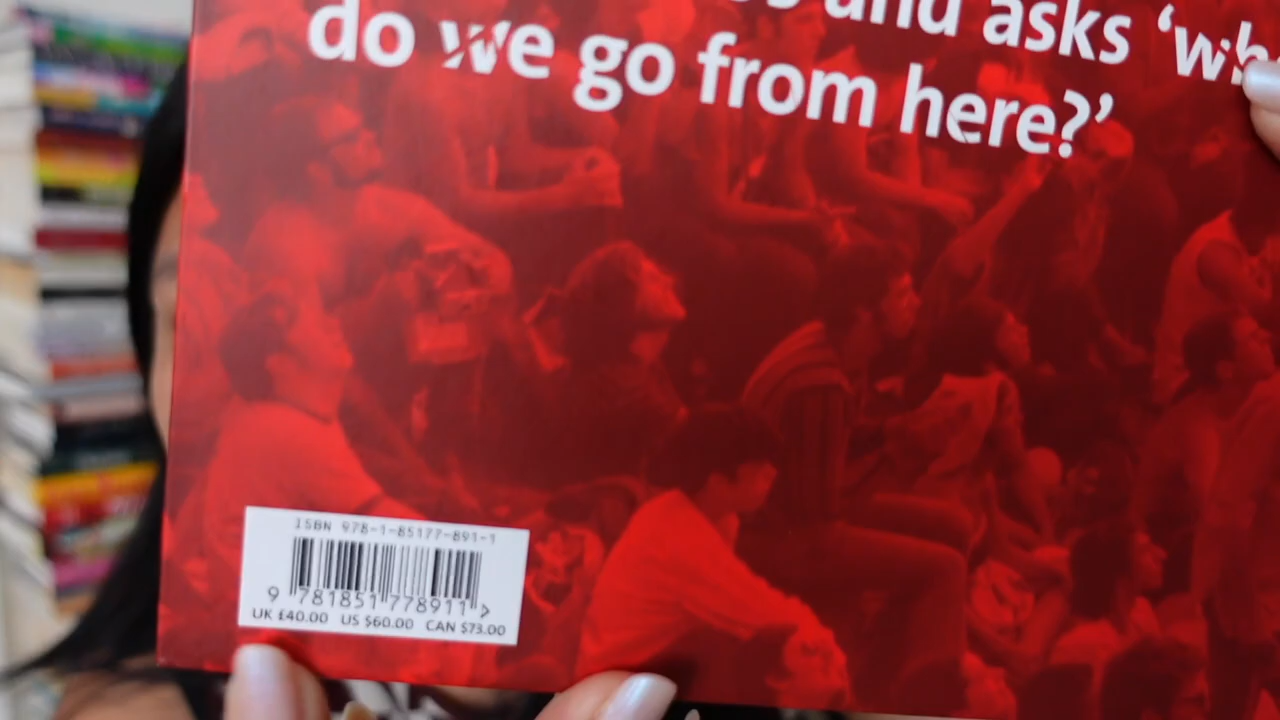 and asks
do we go from here?’
ISBN 978-1-85177-891-1
9 781851 778911 >
UK £40.00 US $60.00 CAN $73.00